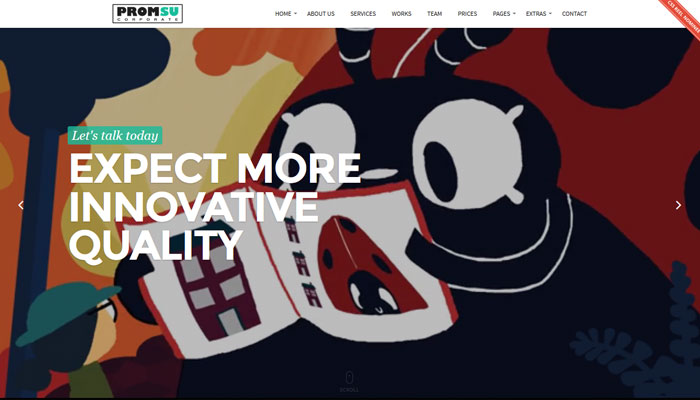 PROMSU
CORPORATE
HOME
ABOUT US
SERVICES
WORKS
TEAM
PRICES
PAGES
EXTRAS
CONTACT
Let's talk today
EXPECT MORE
INNOVATIVE
QUALITY
SCROLL